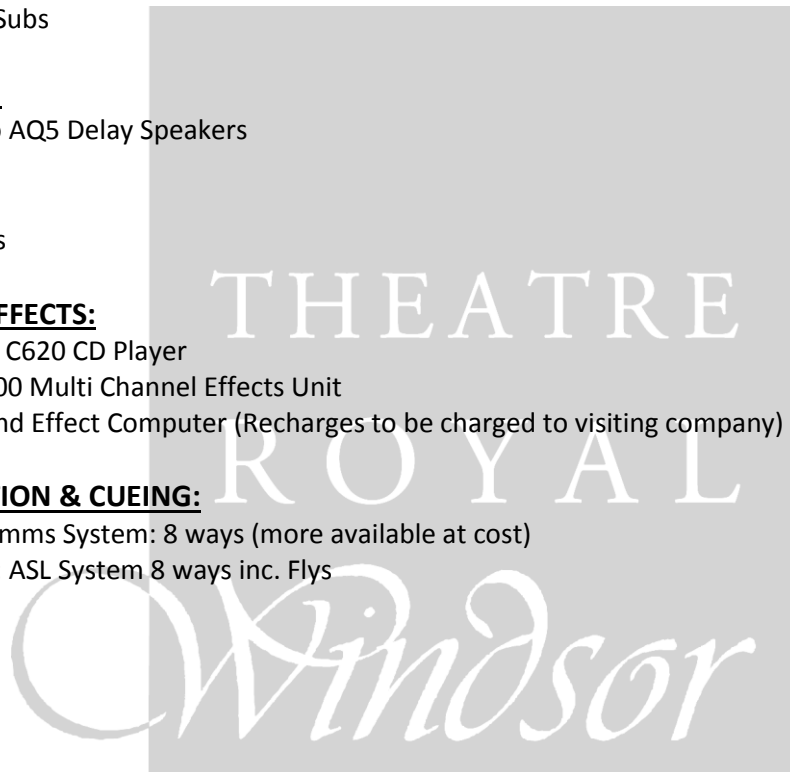 Subs
AQ5 Delay Speakers
s
FFECTS:
C620 CD Player
00 Multi Channel Effects Unit
nd Effect Computer (Recharges to be charged to visiting company)
TION & CUEING:
mms System: 8 ways (more available at cost)
ASL System 8 ways inc. Flys
THEATRE
ROYAL
Windsor